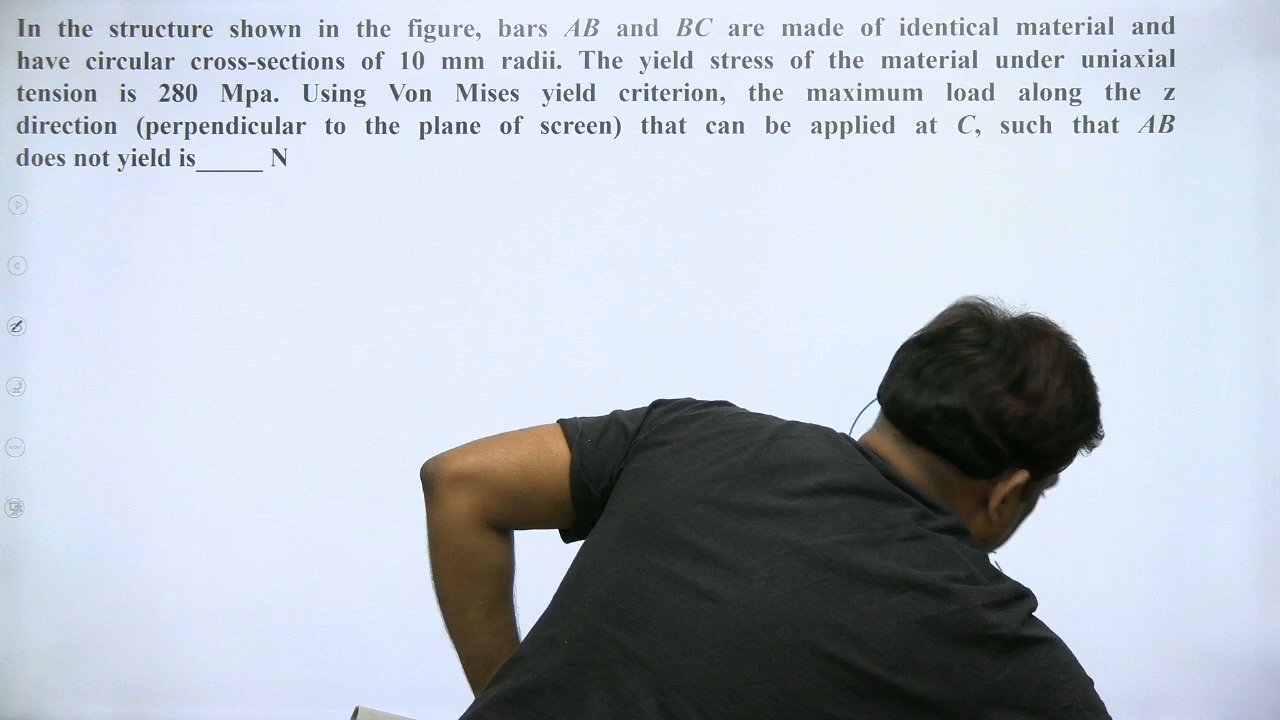 In the structure shown in the figure, bars AB and BC are made of identical material and
have circular cross-sections of 10 mm radii. The yield stress of the material under uniaxial
tension is 280 Mpa. Using Von Mises yield criterion, the maximum load along the z
direction (perpendicular to the plane of screen) that can be applied at C, such that AB
does not yield is_____ N